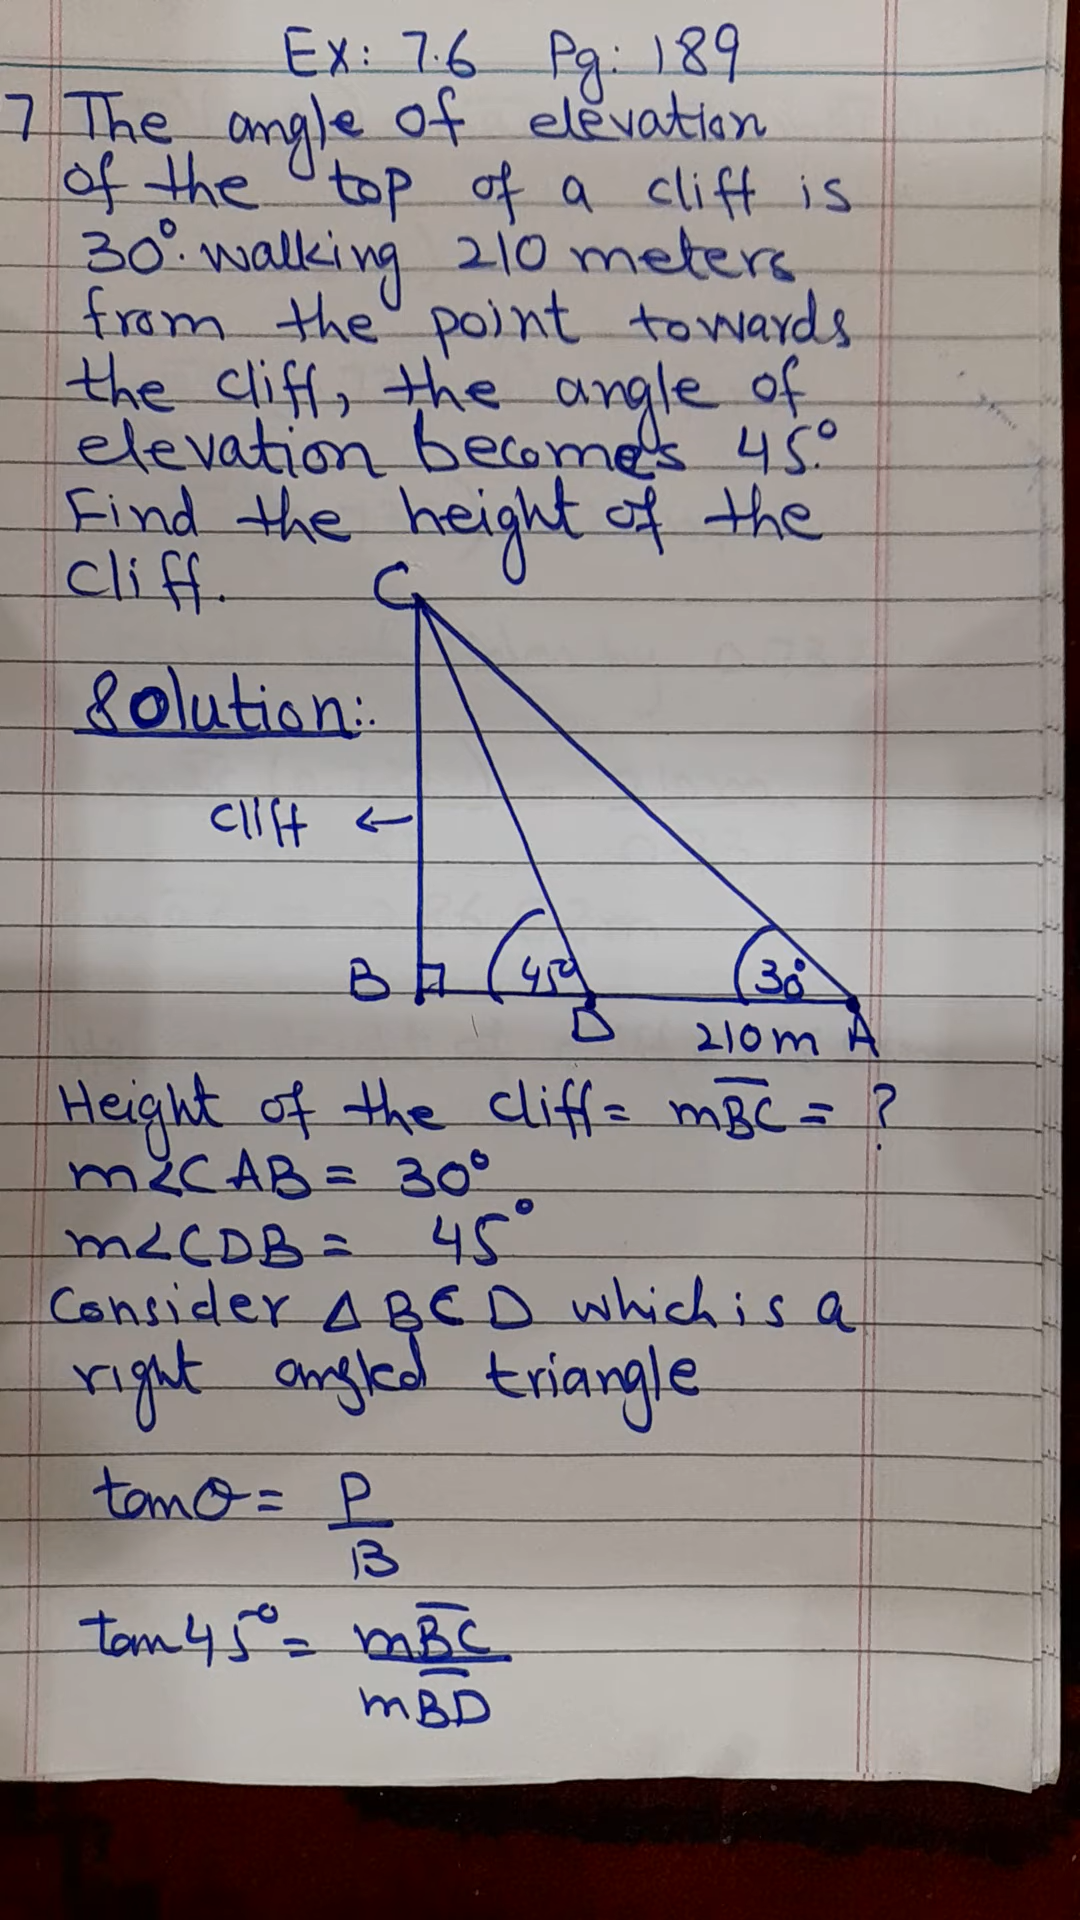 Ex: 7.6 Pg: 189
7 The angle of elevation
of the top of a cliff is
30°. walking 210 meters
from the point towards
the cliff, the angle of
elevation becomes 45.°
Find the height of the
cliff.
C
Solution:.
cliff ←
B 45° 30°
D 210m A
Height of the cliff = mBC = ?
m∠CAB = 30°
m∠CDB = 45°
Consider △ BCD which is a
right angled triangle
tanθ = P
B
tan45° = mBC
mBD